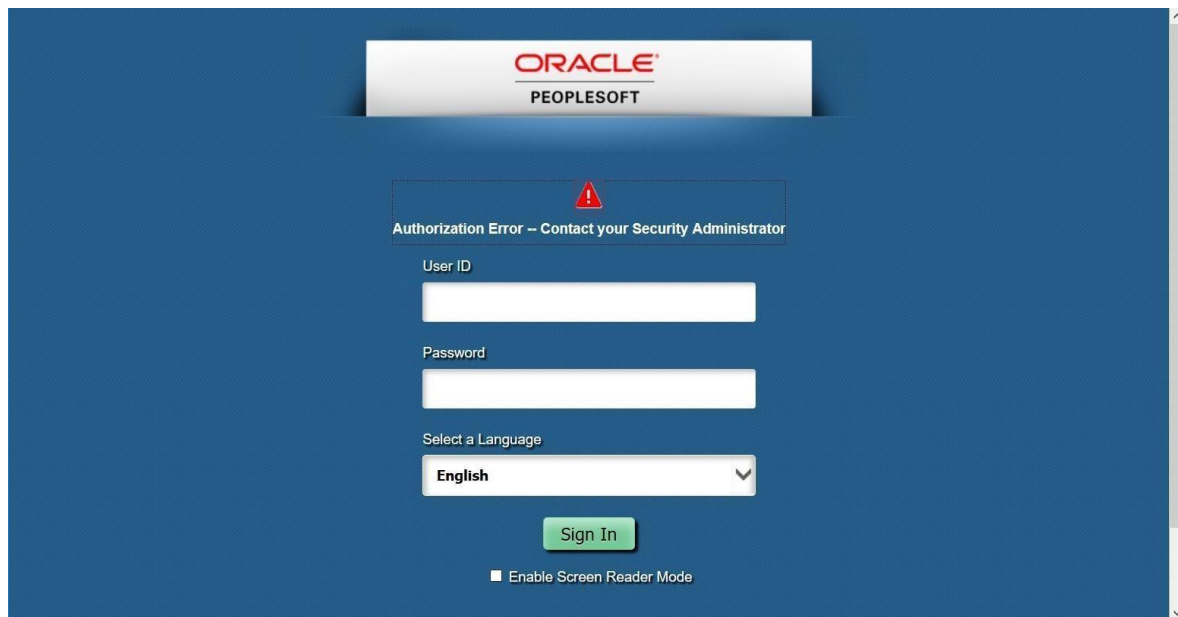 ORACLE
PEOPLESOFT
Authorization Error -- Contact your Security Administrator
User ID
Password
Select a Language
English
Sign In
Enable Screen Reader Mode